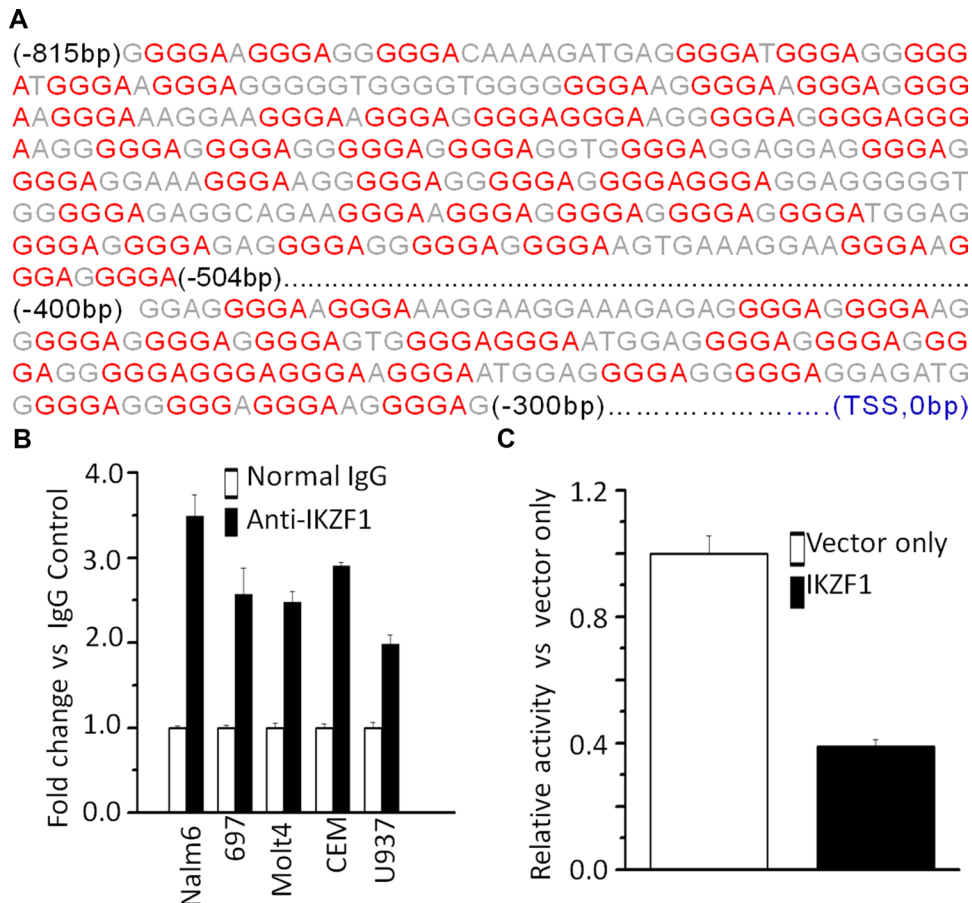 A
(-815bp)GGGGAAGGGAGGGGGACAAAAGATGAGGGGATGGGAGGGGG
ATGGGAAGGGAGGGGGTGGGGTGGGGGGGAAGGGGAAGGGAGGGG
AAGGGAAAGGAAGGGAAGGGAGGGGAGGGAAGGGGGAGGGGAGGG
AAGGGGGAGGGGAGGGGGAGGGGAGGTGGGGAGGAGGAGGGGAG
GGGAGGAAAGGGAAGGGGGAGGGGGAGGGGAGGGAGGAGGGGGT
GGGGGAGAGGCAGAAGGGAAGGGAGGGGAGGGGAGGGGATGGAG
GGGAGGGGAGAGGGGAGGGGGAGGGGAAGTGAAAGGAAGGGAAG
GGAGGGGA(-504bp)........................................
(-400bp) GGAGGGGAAGGGAAAGGAAGGAAAGAGAGGGGAGGGGAAG
GGGGAGGGGAGGGGAGTGGGGAGGGAATGGAGGGGAGGGGAGGG
GAGGGGGAGGGAGGGAAGGGAATGGAGGGGAGGGGGAGGAGATG
GGGGAGGGGGAGGGAAGGGGAG(-300bp)....................(TSS,0bp)
B
Fold change vs IgG Control
4.0
3.0
2.0
1.0
0.0
Normal IgG
Anti-IKZF1
Nalm6
697
Molt4
CEM
U937
C
Relative activity vs vector only
1.2
0.8
0.4
0.0
Vector only
IKZF1